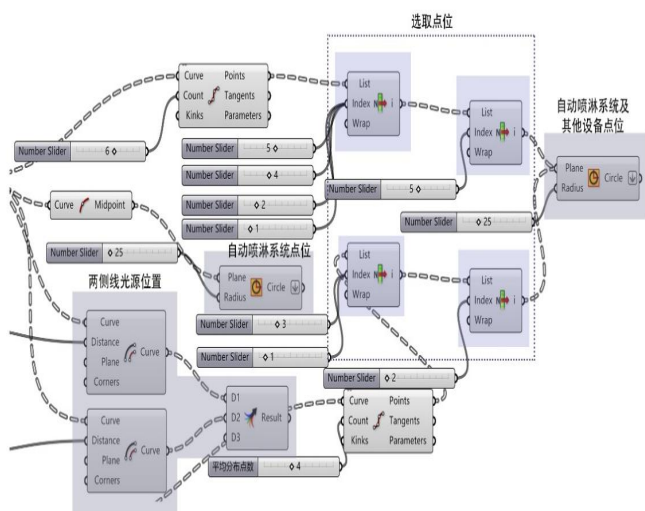 选取点位
Curve
Count
Kinks
Points
Tangents
Parameters
Number Slider 6
List
Index
Wrap
i
Number Slider 5
Number Slider 4
Number Slider 2
Number Slider 1
List
Index
Wrap
i
Number Slider 5
自动喷淋系统及
其他设备点位
Plane
Radius
Circle
Number Slider 25
Curve
Midpoint
Number Slider 25
自动喷淋系统点位
Plane
Radius
Circle
List
Index
Wrap
i
Number Slider 3
Number Slider 1
List
Index
Wrap
i
Number Slider 2
两侧线光源位置
Curve
Distance
Plane
Corners
Curve
Curve
Distance
Plane
Corners
Curve
D1
D2
D3
Result
Curve
Count
Kinks
Points
Tangents
Parameters
平均分布点数 4